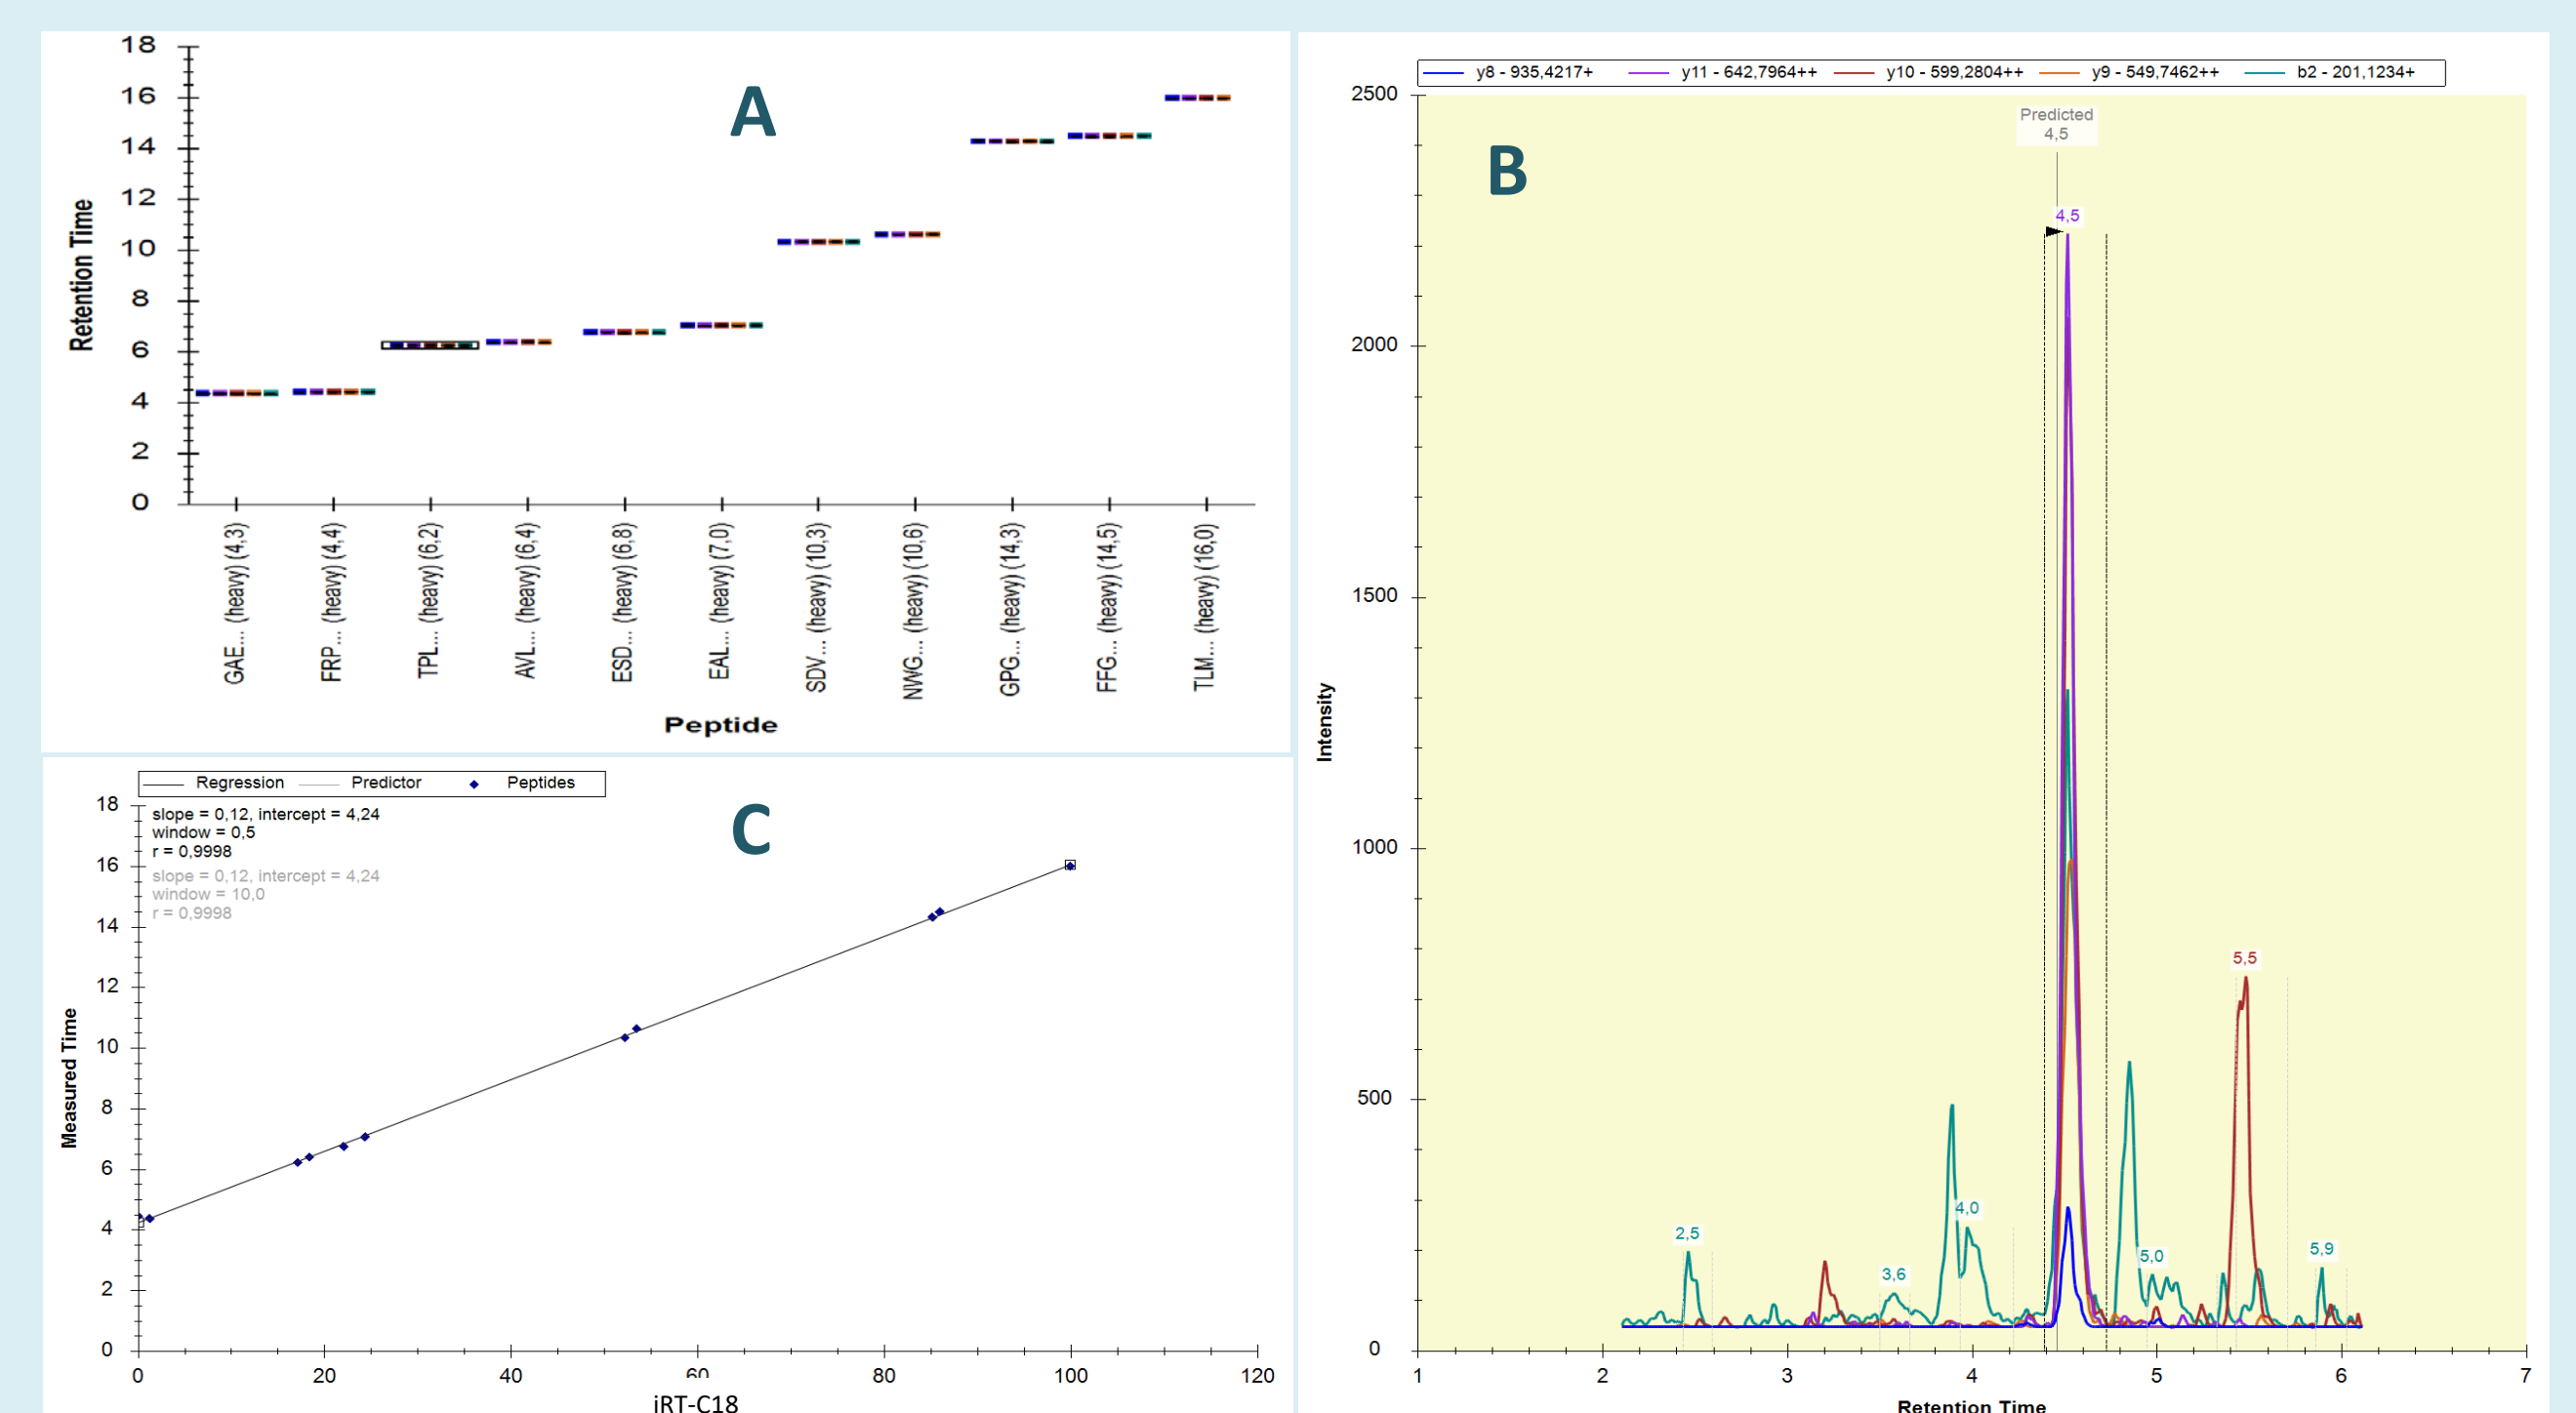 A
18
16
14
12
10
8
6
4
2
0
Retention Time
GAE... (heavy) (4,3)
FRP... (heavy) (4,4)
TPL... (heavy) (6,2)
AVL... (heavy) (6,4)
ESD... (heavy) (6,8)
EAL... (heavy) (7,0)
SDV... (heavy) (10,3)
NWG... (heavy) (10,6)
GPG... (heavy) (14,3)
FFG... (heavy) (14,5)
TLM... (heavy) (16,0)
Peptide
B
y8 - 935,4217+ y11 - 642,7964++ y10 - 599,2804++ y9 - 549,7462++ b2 - 201,1234+
2500
2000
1500
1000
500
0
Intensity
Predicted
4,5
4,5
5,5
2,5
3,6
4,0
5,0
5,9
1 2 3 4 5 6 7
Retention Time
C
Regression Predictor Peptides
slope = 0,12, intercept = 4,24
window = 0,5
r = 0,9998
slope = 0,12, intercept = 4,24
window = 10,0
r = 0,9998
18
16
14
12
10
8
6
4
2
0
Measured Time
0 20 40 60 80 100 120
iRT-C18